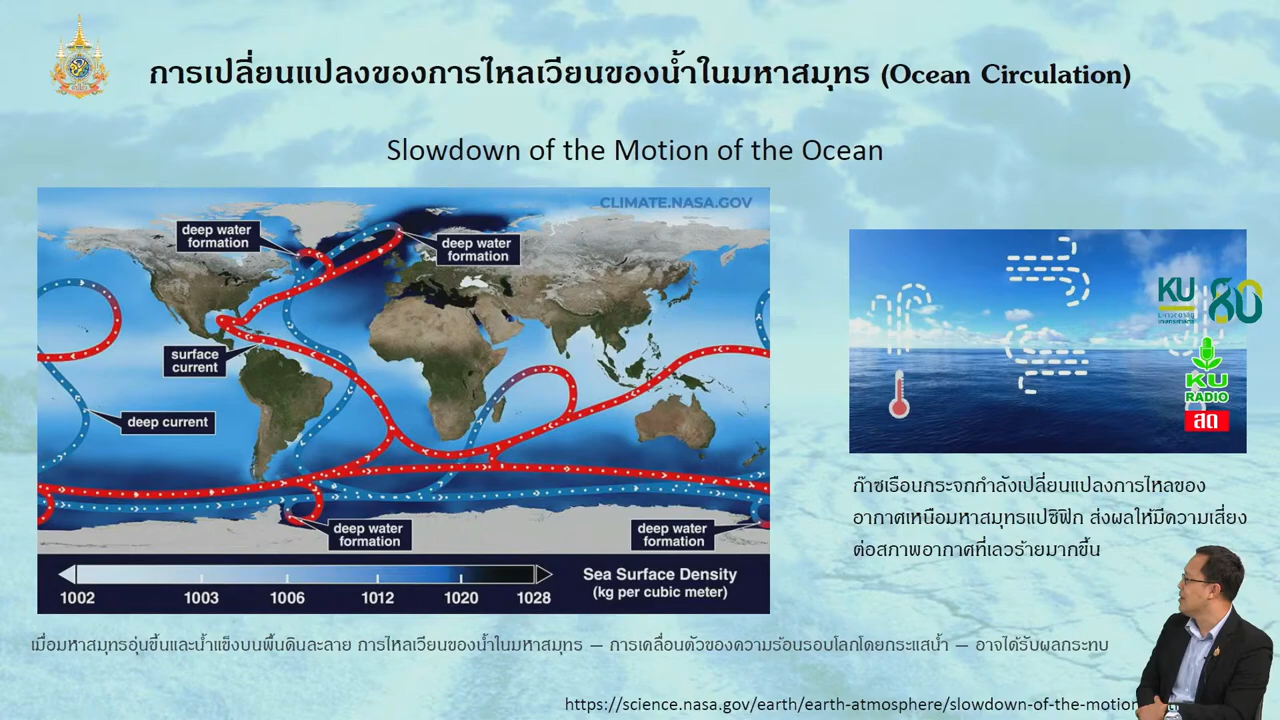 การเปลี่ยนแปลงของการไหลเวียนของน้ำในมหาสมุทร (Ocean Circulation)
Slowdown of the Motion of the Ocean
CLIMATE.NASA.GOV
deep water
formation
deep water
formation
surface
current
deep current
deep water
formation
deep water
formation
Sea Surface Density
(kg per cubic meter)
1002 1003 1006 1012 1020 1028
KU 80
KU
RADIO
สด
ก๊าซเรือนกระจกกำลังเปลี่ยนแปลงการไหลของ
อากาศเหนือมหาสมุทรแปซิฟิก ส่งผลให้มีความเสี่ยง
ต่อสภาพอากาศที่เลวร้ายมากขึ้น
เมื่อมหาสมุทรอุ่นขึ้นและน้ำแข็งบนพื้นดินละลาย การไหลเวียนของน้ำในมหาสมุทร — การเคลื่อนตัวของความร้อนรอบโลกโดยกระแสน้ำ — อาจได้รับผลกระทบ
https://science.nasa.gov/earth/earth-atmosphere/slowdown-of-the-motion